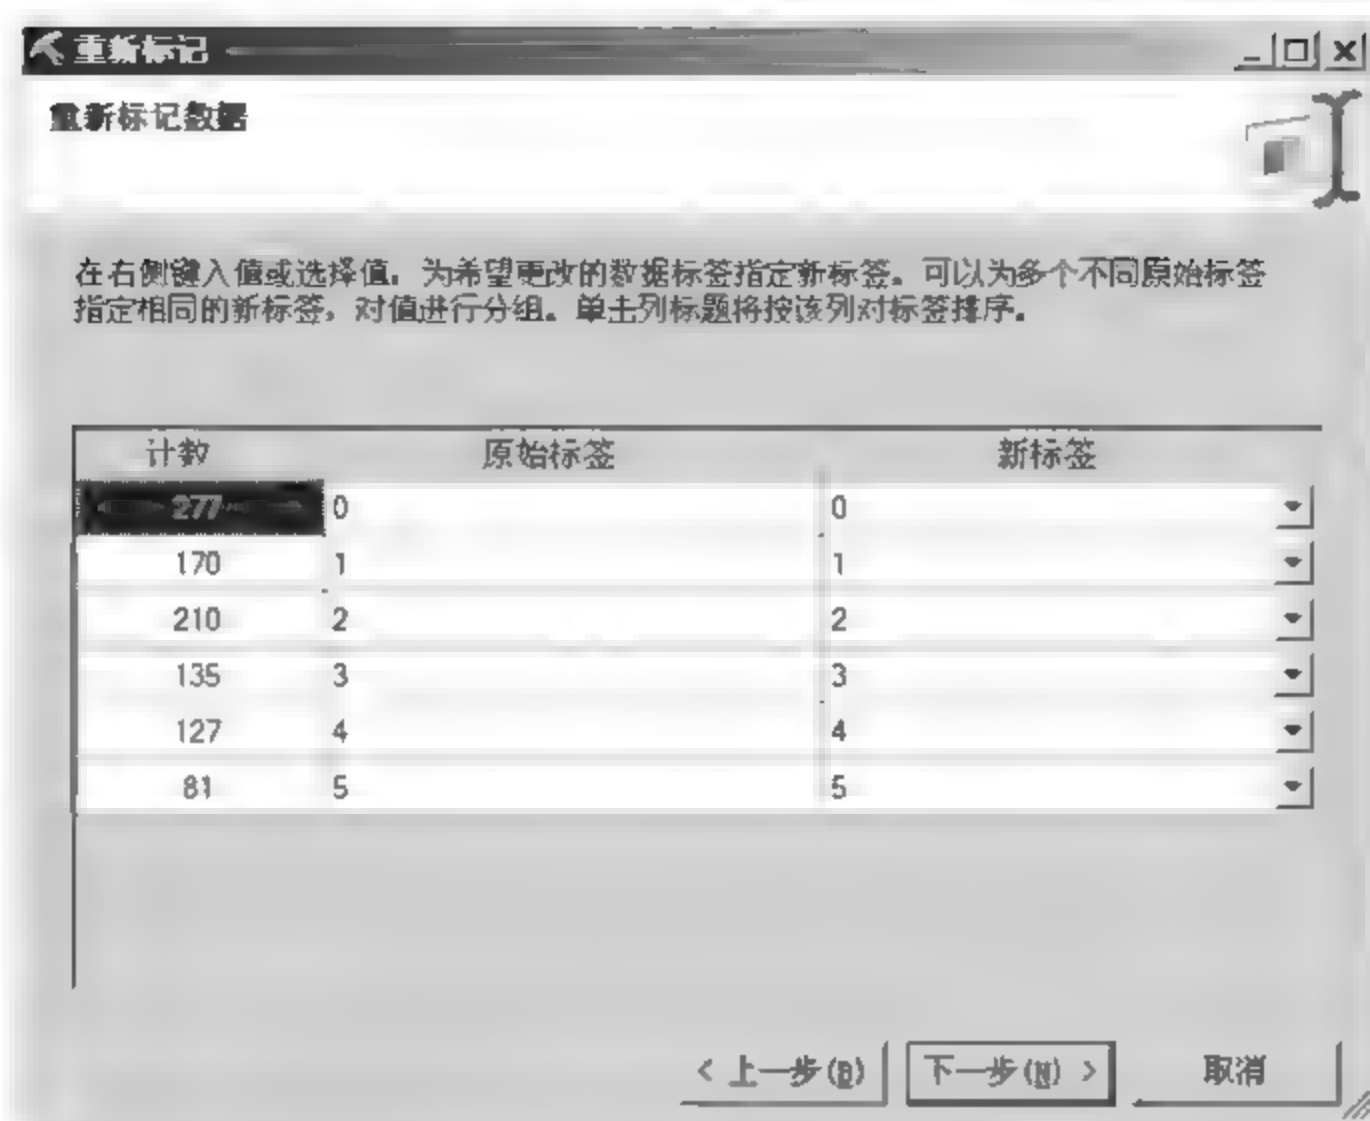 重新标记
重新标记数据
在右侧键入值或选择值，为希望更改的数据标签指定新标签。可以为多个不同原始标签
指定相同的新标签，对值进行分组。单击列标题将按该列对标签排序。
计数 原始标签 新标签
277 0 0
170 1 1
210 2 2
135 3 3
127 4 4
81 5 5
< 上一步(B) 下一步(N) > 取消